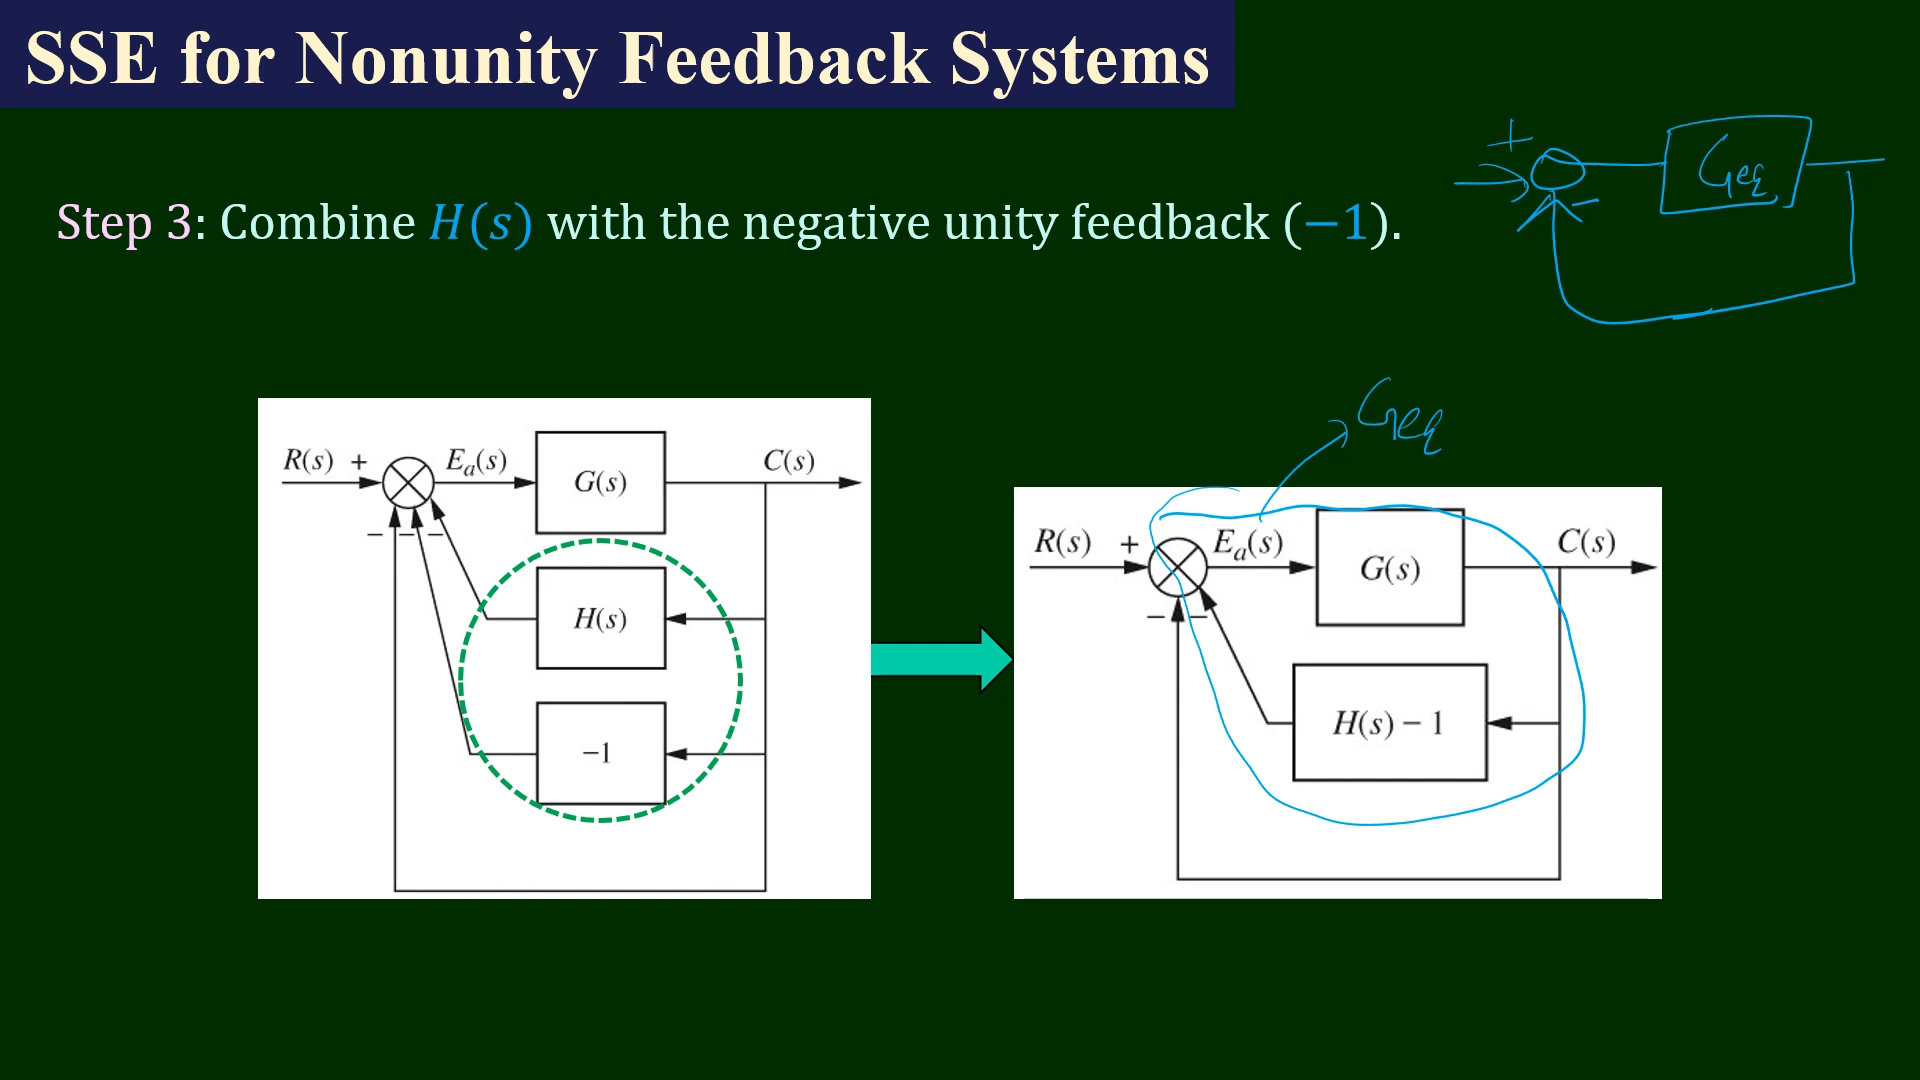 SSE for Nonunity Feedback Systems
+
Geq
−
Step 3: Combine H(s) with the negative unity feedback (−1).
Geq
R(s) + Ea(s) G(s) C(s)
− − −
H(s)
−1
R(s) + Ea(s) G(s) C(s)
− −
H(s) − 1